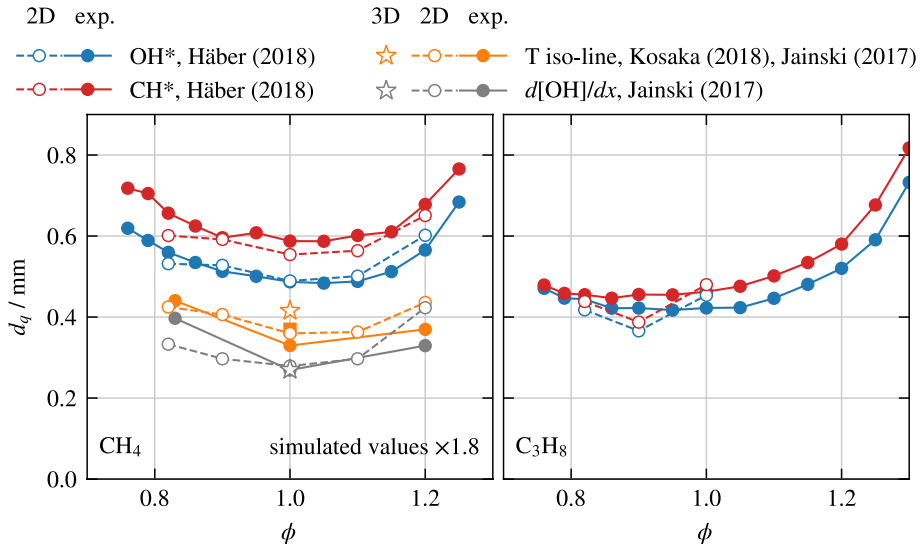 2D exp. 3D 2D exp.
OH*, Häber (2018) T iso-line, Kosaka (2018), Jainski (2017)
CH*, Häber (2018) d[OH]/dx, Jainski (2017)
0.8
0.6
0.4
0.2
0.0
d_q / mm
CH₄ simulated values ×1.8 C₃H₈
0.8 1.0 1.2 0.8 1.0 1.2
ϕ ϕ